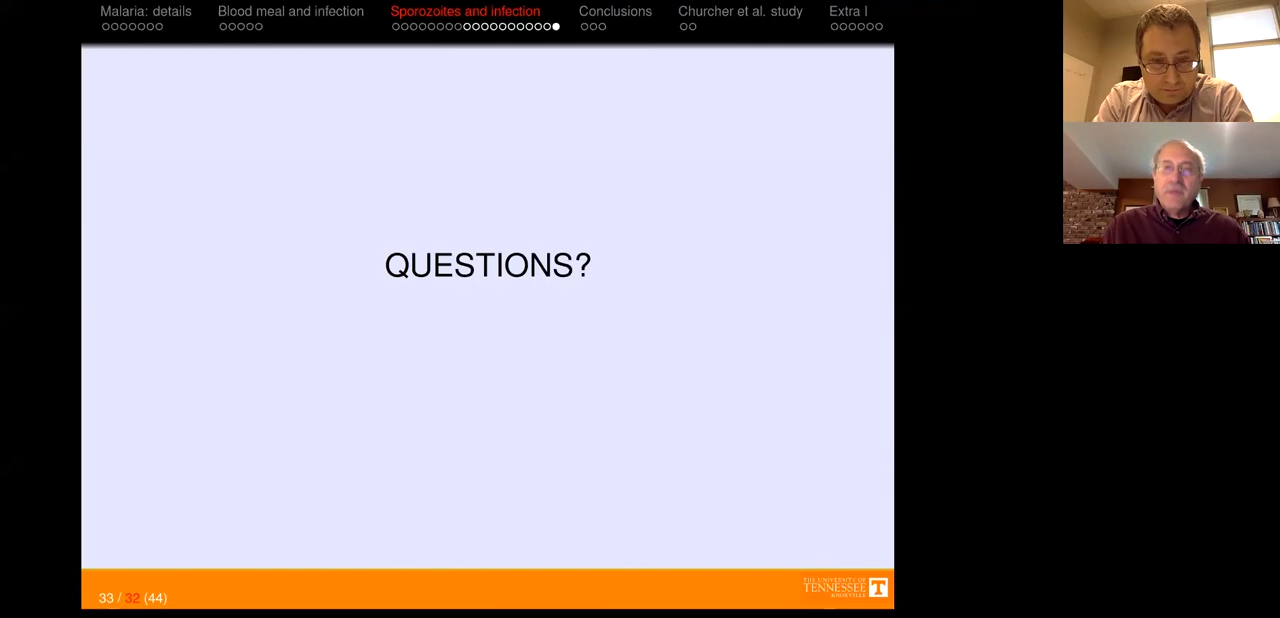 Malaria: details
Blood meal and infection
Sporozoites and infection
Conclusions
Churcher et al. study
Extra I
QUESTIONS?
33 / 32 (44)
THE UNIVERSITY OF
TENNESSEE
KNOXVILLE
T